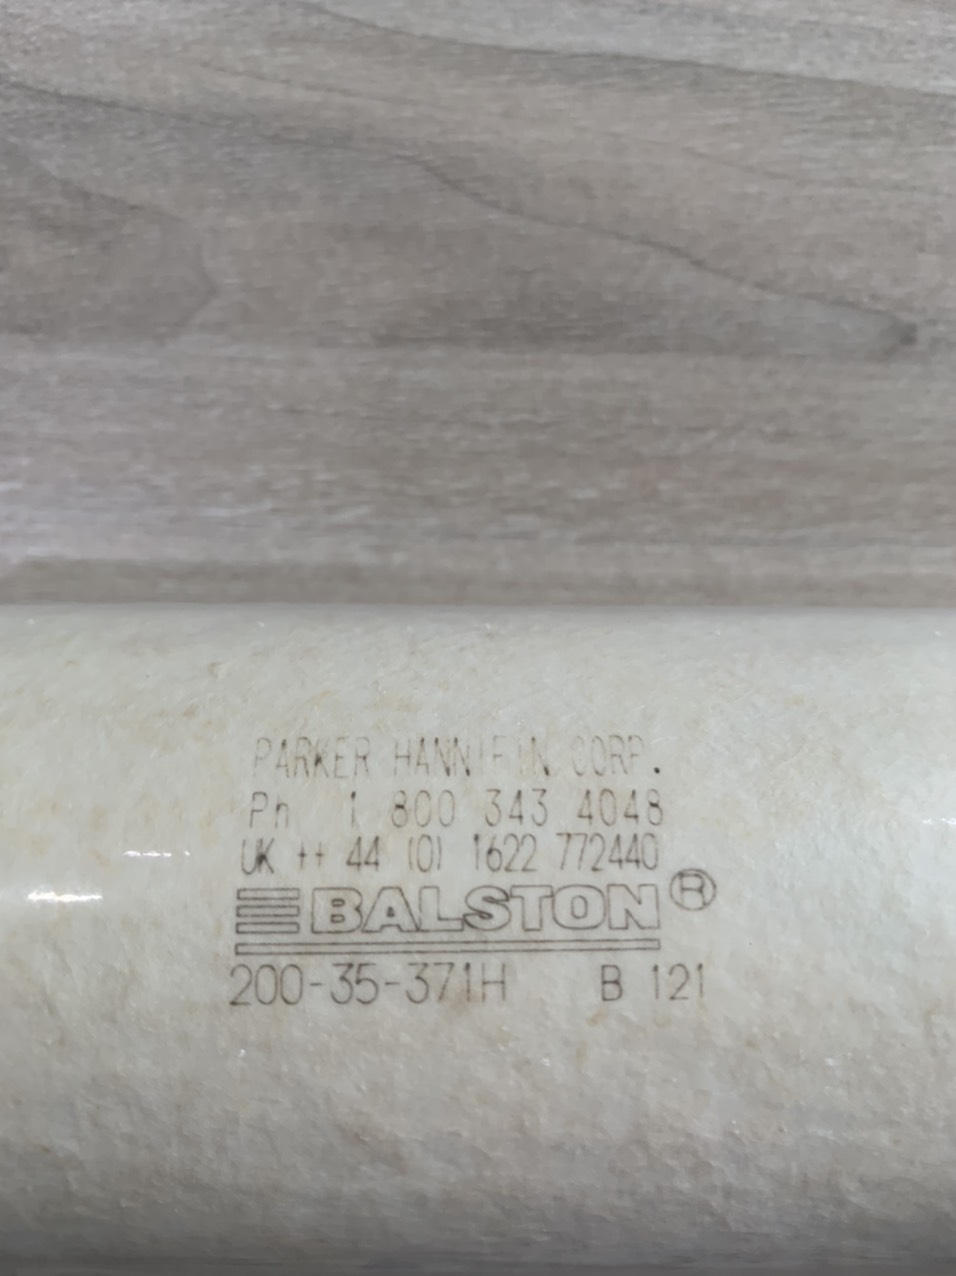 PARKER HANNIFIN CORP.
Ph 1 800 343 4048
UK ++ 44 (0) 1622 772440
BALSTON®
200-35-371H B 121